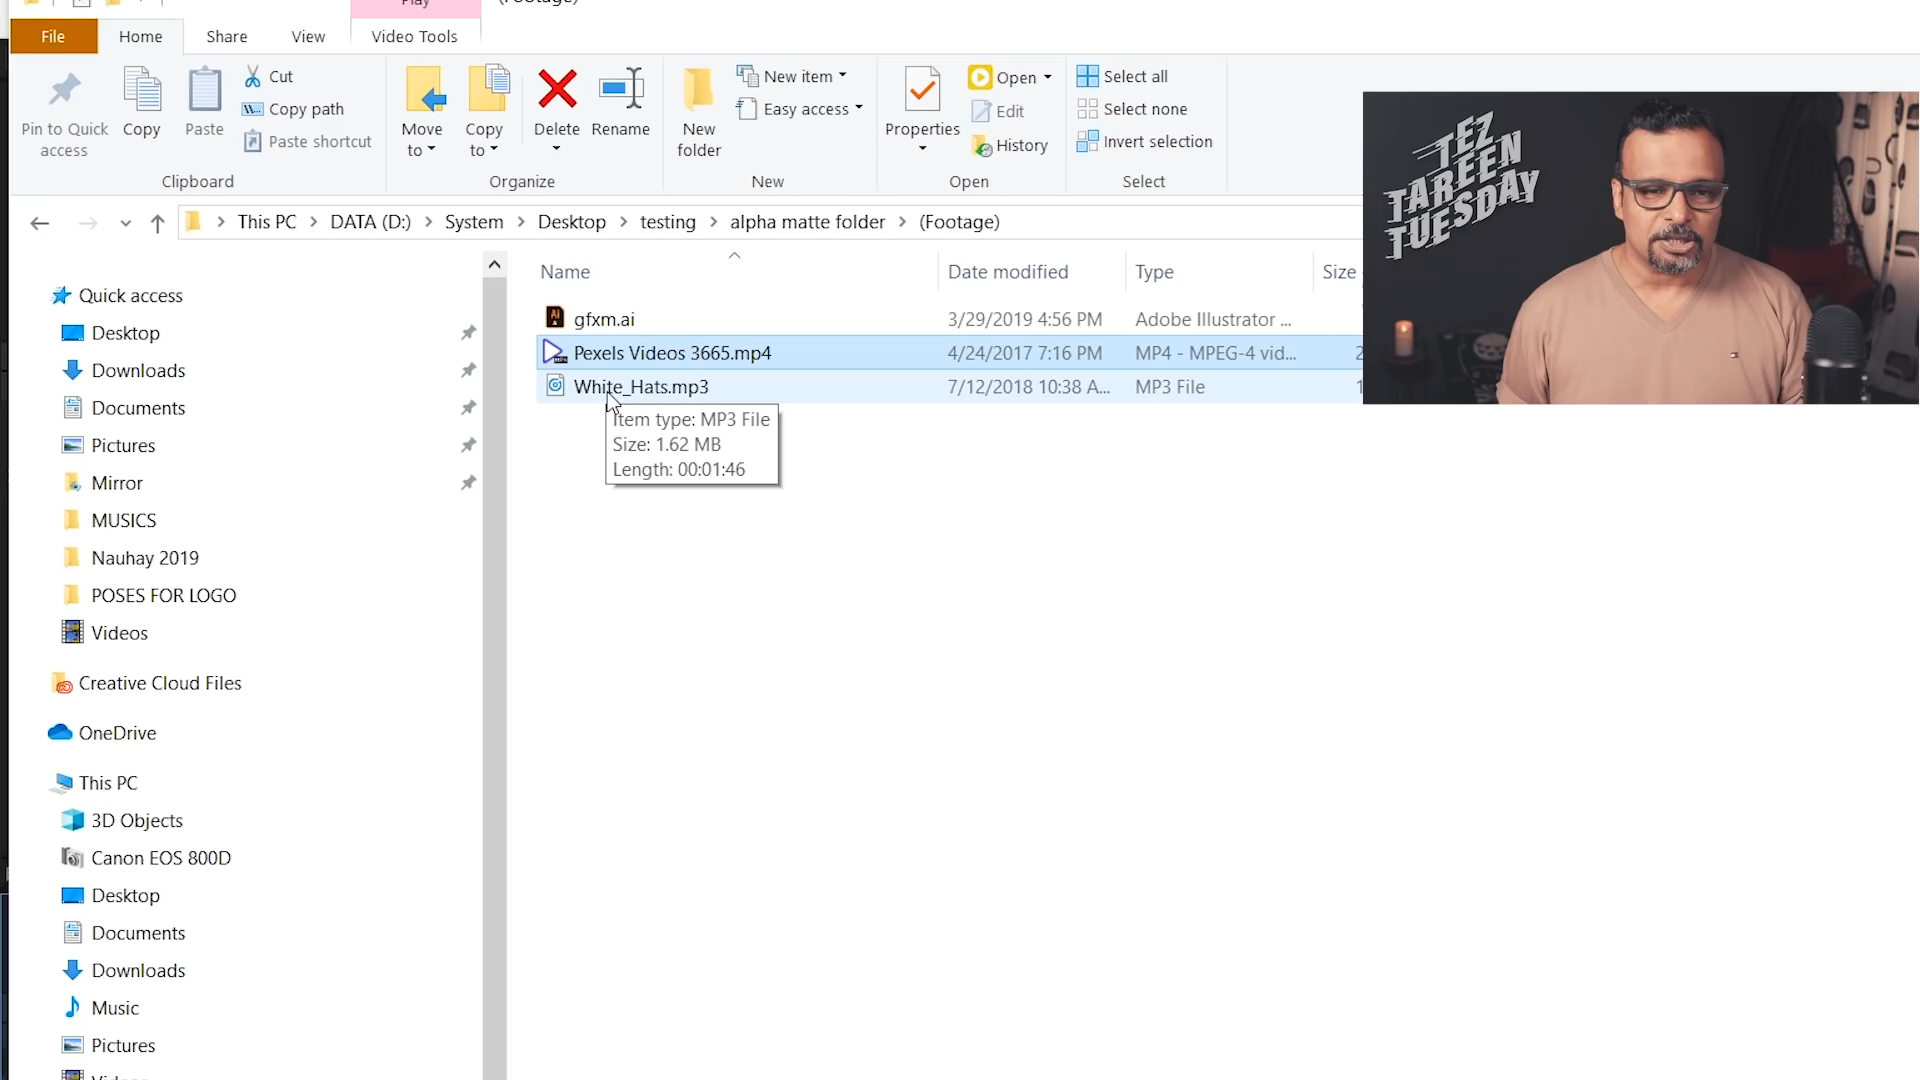 Play
(Footage)
File
Home
Share
View
Video Tools
Pin to Quick access
Copy
Paste
Cut
Copy path
Paste shortcut
Clipboard
Move to
Copy to
Delete
Rename
Organize
New folder
New item
Easy access
New
Properties
Open
Edit
History
Open
Select all
Select none
Invert selection
Select
TEZ
TAREEN
TUESDAY
This PC > DATA (D:) > System > Desktop > testing > alpha matte folder > (Footage)
Name
Date modified
Type
Size
gfxm.ai 3/29/2019 4:56 PM Adobe Illustrator ...
Pexels Videos 3665.mp4 4/24/2017 7:16 PM MP4 - MPEG-4 vid... 2
White_Hats.mp3 7/12/2018 10:38 A... MP3 File 1
Item type: MP3 File
Size: 1.62 MB
Length: 00:01:46
Quick access
Desktop
Downloads
Documents
Pictures
Mirror
MUSICS
Nauhay 2019
POSES FOR LOGO
Videos
Creative Cloud Files
OneDrive
This PC
3D Objects
Canon EOS 800D
Desktop
Documents
Downloads
Music
Pictures
Videos